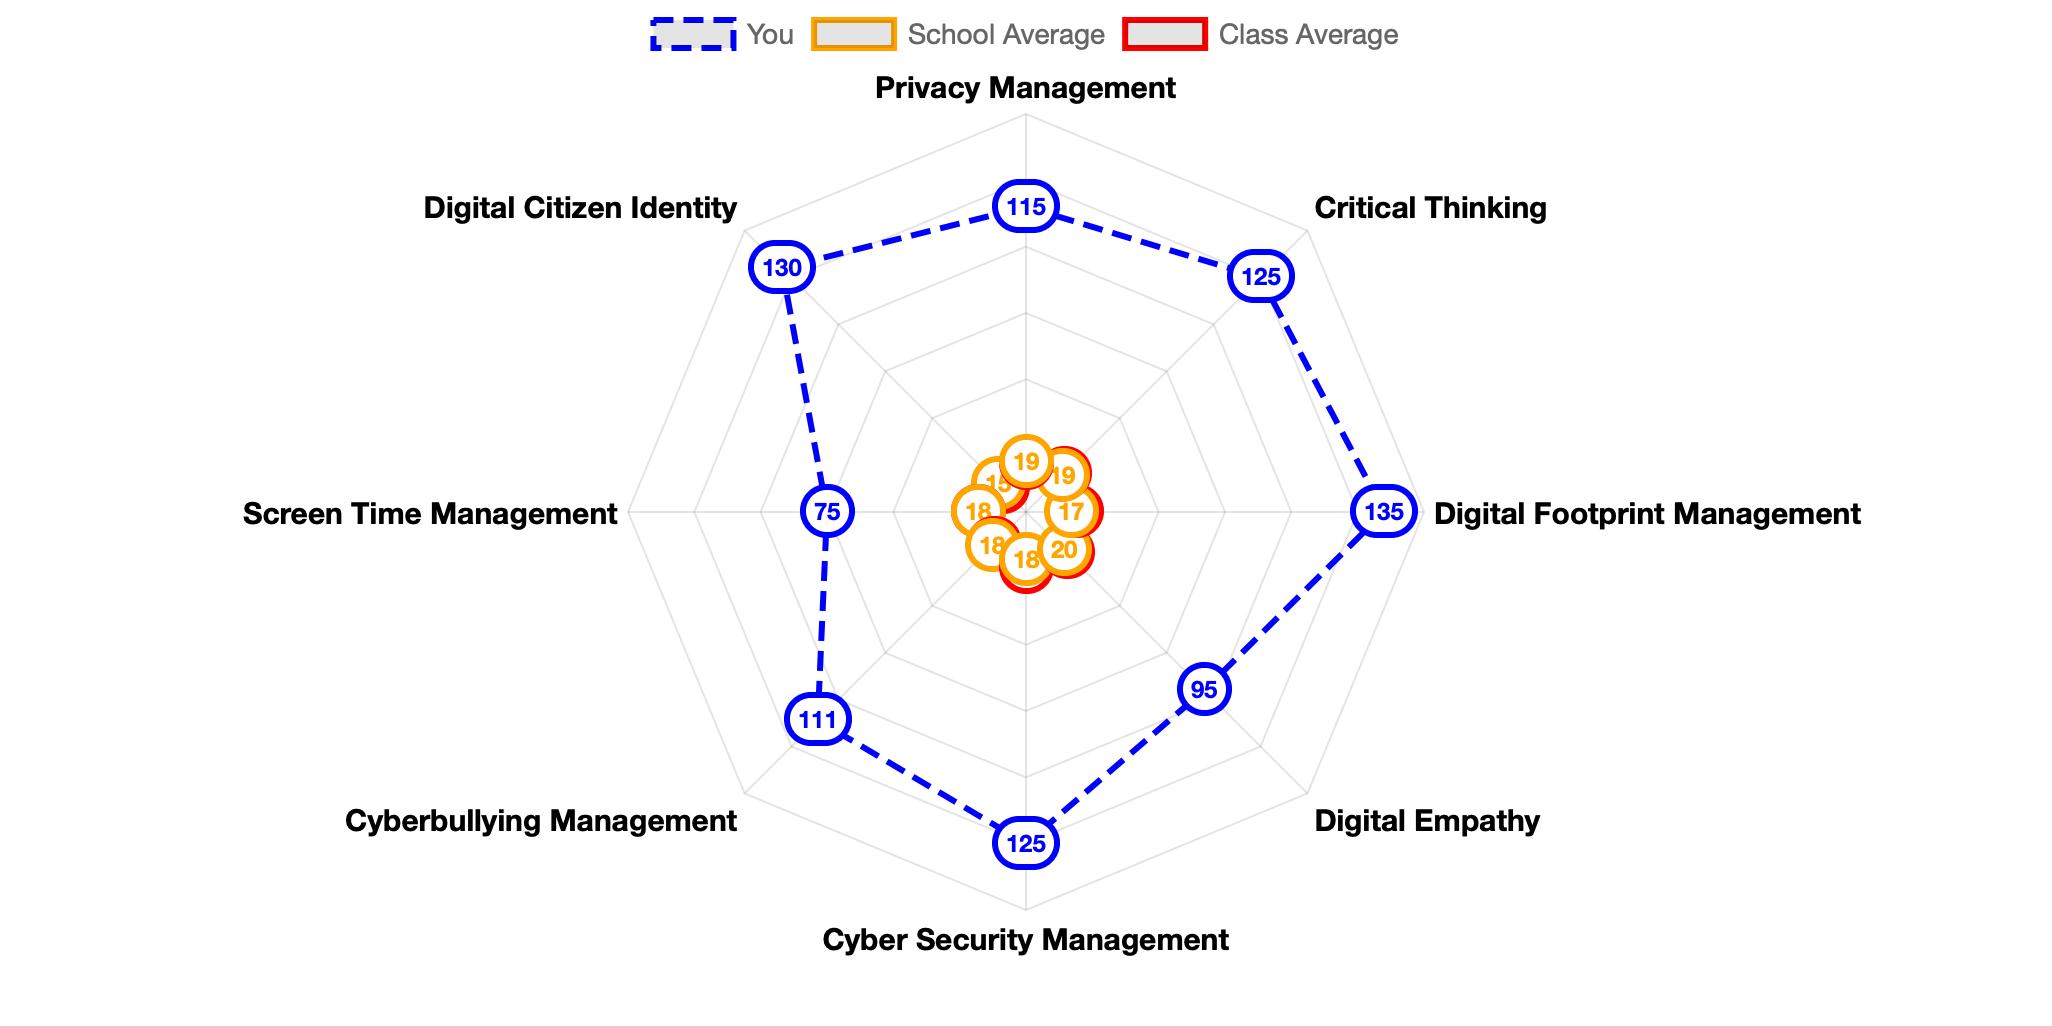 You School Average Class Average
Privacy Management
Digital Citizen Identity
Critical Thinking
115
130
125
19
19
15
Screen Time Management
75
18
17
135
Digital Footprint Management
18
20
18
95
111
Cyberbullying Management
Digital Empathy
125
Cyber Security Management